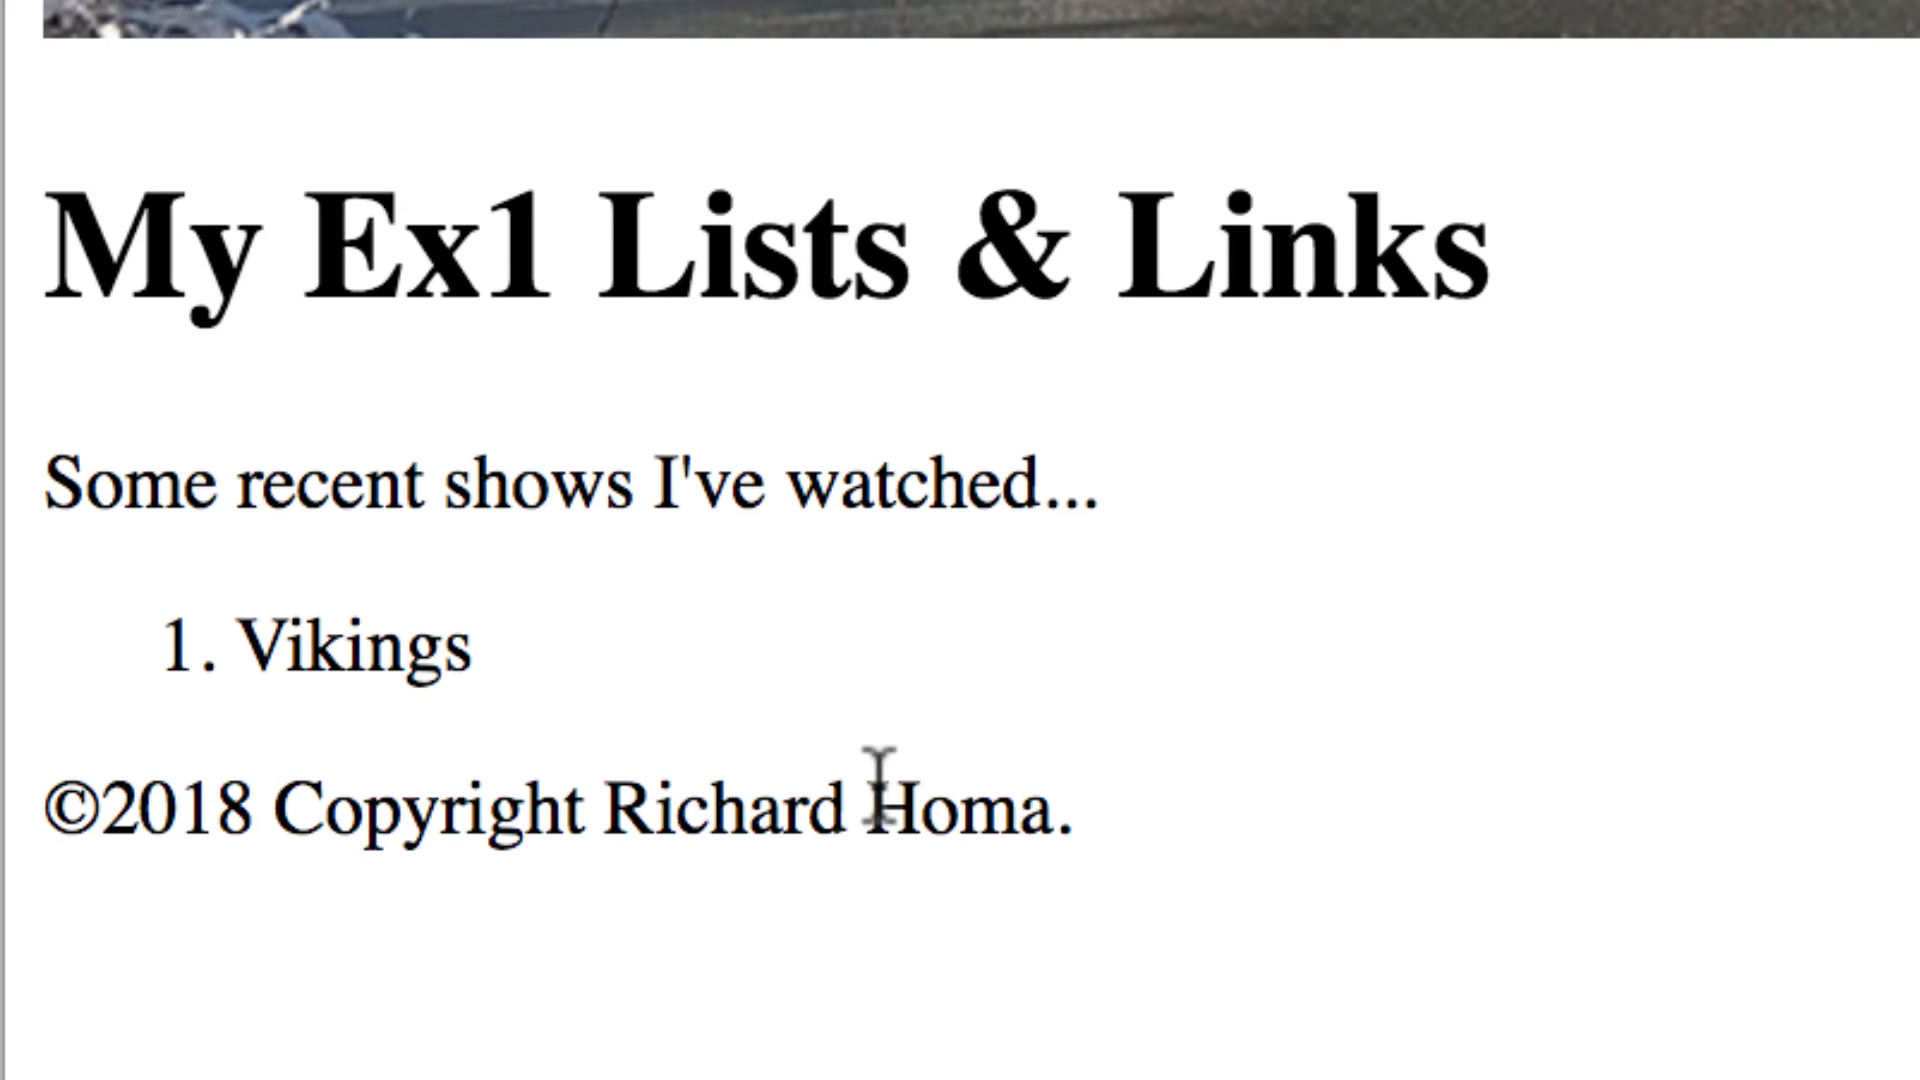 My Ex1 Lists & Links
Some recent shows I've watched...
1. Vikings
©2018 Copyright Richard Homa.